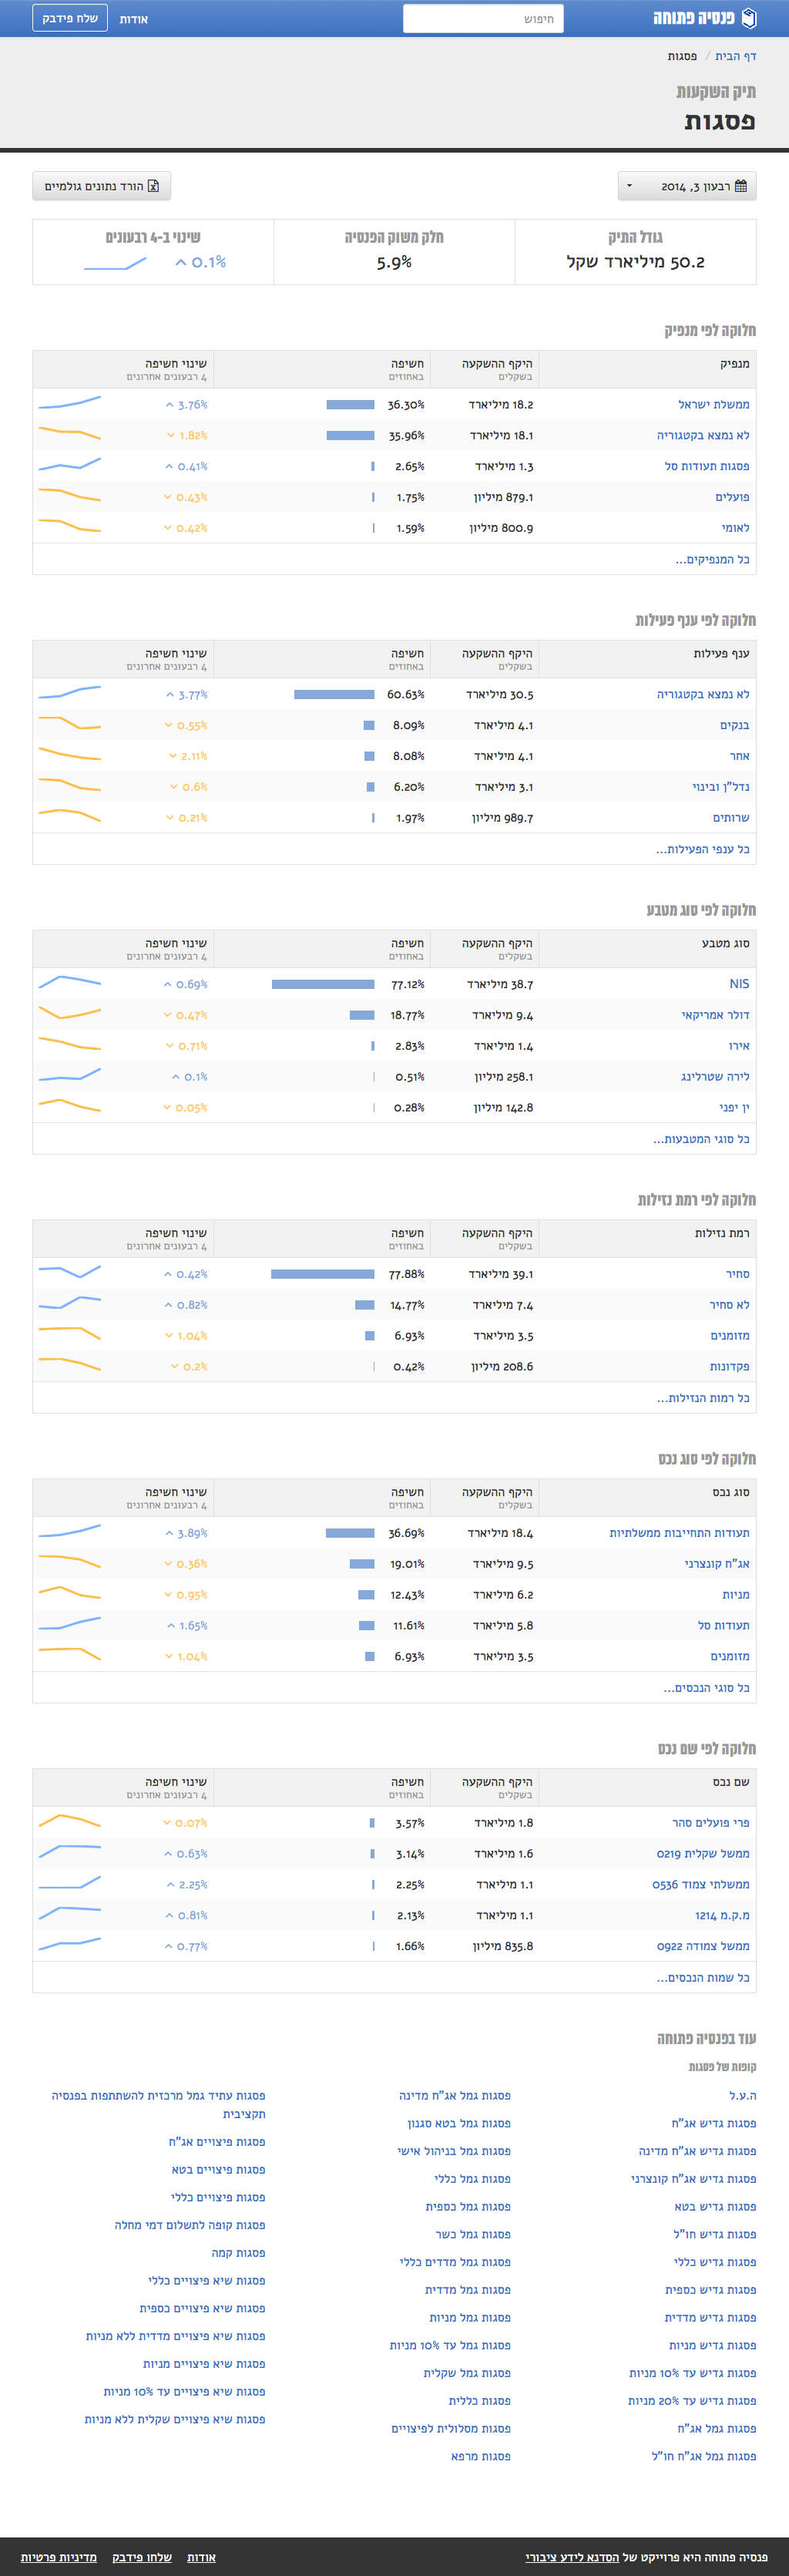 פנסיה פתוחה
חיפוש
אודות
שלח פידבק
דף הבית / פסגות
תיק השקעות
פסגות
רבעון 3, 2014
הורד נתונים גולמיים
גודל התיק
50.2 מיליארד שקל
חלק משוק הפנסיה
5.9%
שינוי ב-4 רבעונים
0.1%
חלוקה לפי מנפיק
מנפיק היקף ההשקעה חשיפה שינוי חשיפה
בשקלים באחוזים 4 רבעונים אחרונים
ממשלת ישראל 18.2 מיליארד 36.30% 3.76%
לא נמצא בקטגוריה 18.1 מיליארד 35.96% 1.82%
פסגות תעודות סל 1.3 מיליארד 2.65% 0.41%
פועלים 879.1 מיליון 1.75% 0.43%
לאומי 800.9 מיליון 1.59% 0.42%
כל המנפיקים...
חלוקה לפי ענף פעילות
ענף פעילות היקף ההשקעה חשיפה שינוי חשיפה
בשקלים באחוזים 4 רבעונים אחרונים
לא נמצא בקטגוריה 30.5 מיליארד 60.63% 3.77%
בנקים 4.1 מיליארד 8.09% 0.55%
אחר 4.1 מיליארד 8.08% 2.11%
נדל"ן ובינוי 3.1 מיליארד 6.20% 0.6%
שרותים 989.7 מיליון 1.97% 0.21%
כל ענפי הפעילות...
חלוקה לפי סוג מטבע
סוג מטבע היקף ההשקעה חשיפה שינוי חשיפה
בשקלים באחוזים 4 רבעונים אחרונים
NIS 38.7 מיליארד 77.12% 0.69%
דולר אמריקאי 9.4 מיליארד 18.77% 0.47%
אירו 1.4 מיליארד 2.83% 0.71%
לירה שטרלינג 258.1 מיליון 0.51% 0.1%
ין יפני 142.8 מיליון 0.28% 0.05%
כל סוגי המטבעות...
חלוקה לפי רמת נזילות
רמת נזילות היקף ההשקעה חשיפה שינוי חשיפה
בשקלים באחוזים 4 רבעונים אחרונים
סחיר 39.1 מיליארד 77.88% 0.42%
לא סחיר 7.4 מיליארד 14.77% 0.82%
מזומנים 3.5 מיליארד 6.93% 1.04%
פקדונות 208.6 מיליון 0.42% 0.2%
כל רמות הנזילות...
חלוקה לפי סוג נכס
סוג נכס היקף ההשקעה חשיפה שינוי חשיפה
בשקלים באחוזים 4 רבעונים אחרונים
תעודות התחייבות ממשלתיות 18.4 מיליארד 36.69% 3.89%
אג"ח קונצרני 9.5 מיליארד 19.01% 0.36%
מניות 6.2 מיליארד 12.43% 0.95%
תעודות סל 5.8 מיליארד 11.61% 1.65%
מזומנים 3.5 מיליארד 6.93% 1.04%
כל סוגי הנכסים...
חלוקה לפי שם נכס
שם נכס היקף ההשקעה חשיפה שינוי חשיפה
בשקלים באחוזים 4 רבעונים אחרונים
פרי פועלים סהר 1.8 מיליארד 3.57% 0.07%
ממשל שקלית 0219 1.6 מיליארד 3.14% 0.63%
ממשלתי צמוד 0536 1.1 מיליארד 2.25% 2.25%
מ.ק.מ 1214 1.1 מיליארד 2.13% 0.81%
ממשל צמודה 0922 835.8 מיליון 1.66% 0.77%
כל שמות הנכסים...
עוד בפנסיה פתוחה
קופות של פסגות
ה.ע.ל
פסגות גדיש אג"ח
פסגות גדיש אג"ח מדינה
פסגות גדיש אג"ח קונצרני
פסגות גדיש בטא
פסגות גדיש חו"ל
פסגות גדיש כללי
פסגות גדיש כספית
פסגות גדיש מדדית
פסגות גדיש מניות
פסגות גדיש עד 10% מניות
פסגות גדיש עד 20% מניות
פסגות גמל אג"ח
פסגות גמל אג"ח חו"ל
פסגות גמל אג"ח מדינה
פסגות גמל בטא סגנון
פסגות גמל בניהול אישי
פסגות גמל כללי
פסגות גמל כספית
פסגות גמל כשר
פסגות גמל מדדים כללי
פסגות גמל מדדית
פסגות גמל מניות
פסגות גמל עד 10% מניות
פסגות גמל שקלית
פסגות כללית
פסגות מסלולית לפיצויים
פסגות מרפא
פסגות עתיד גמל מרכזית להשתתפות בפנסיה
תקציבית
פסגות פיצויים אג"ח
פסגות פיצויים בטא
פסגות פיצויים כללי
פסגות קופה לתשלום דמי מחלה
פסגות קמה
פסגות שיא פיצויים כללי
פסגות שיא פיצויים כספית
פסגות שיא פיצויים מדדית ללא מניות
פסגות שיא פיצויים מניות
פסגות שיא פיצויים עד 10% מניות
פסגות שיא פיצויים שקלית ללא מניות
פנסיה פתוחה היא פרוייקט של הסדנא לידע ציבורי
אודות
שלחו פידבק
מדיניות פרטיות